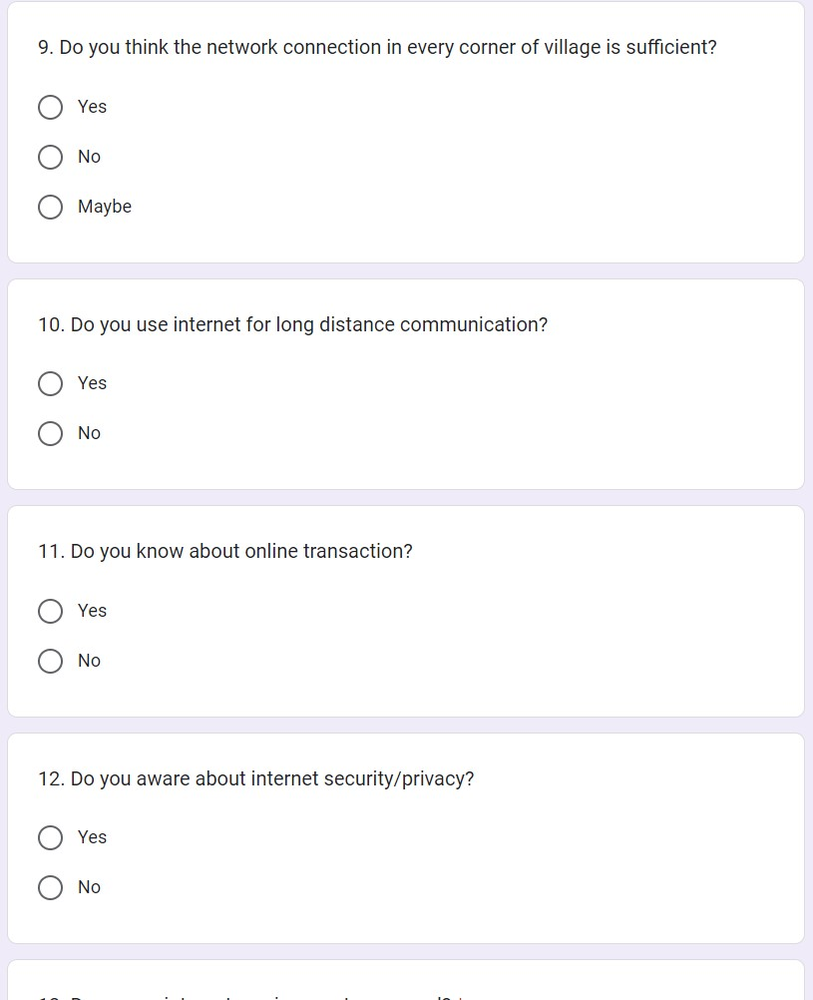 9. Do you think the network connection in every corner of village is sufficient?
Yes
No
Maybe
10. Do you use internet for long distance communication?
Yes
No
11. Do you know about online transaction?
Yes
No
12. Do you aware about internet security/privacy?
Yes
No